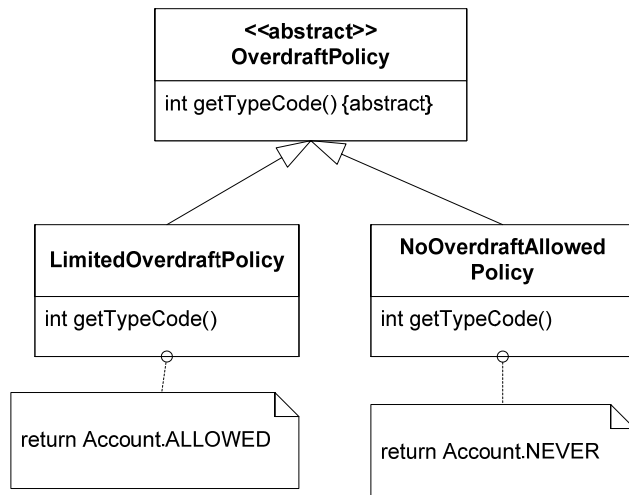 <<abstract>>
OverdraftPolicy
int getTypeCode() {abstract}
LimitedOverdraftPolicy
int getTypeCode()
NoOverdraftAllowed
Policy
int getTypeCode()
return Account.ALLOWED
return Account.NEVER